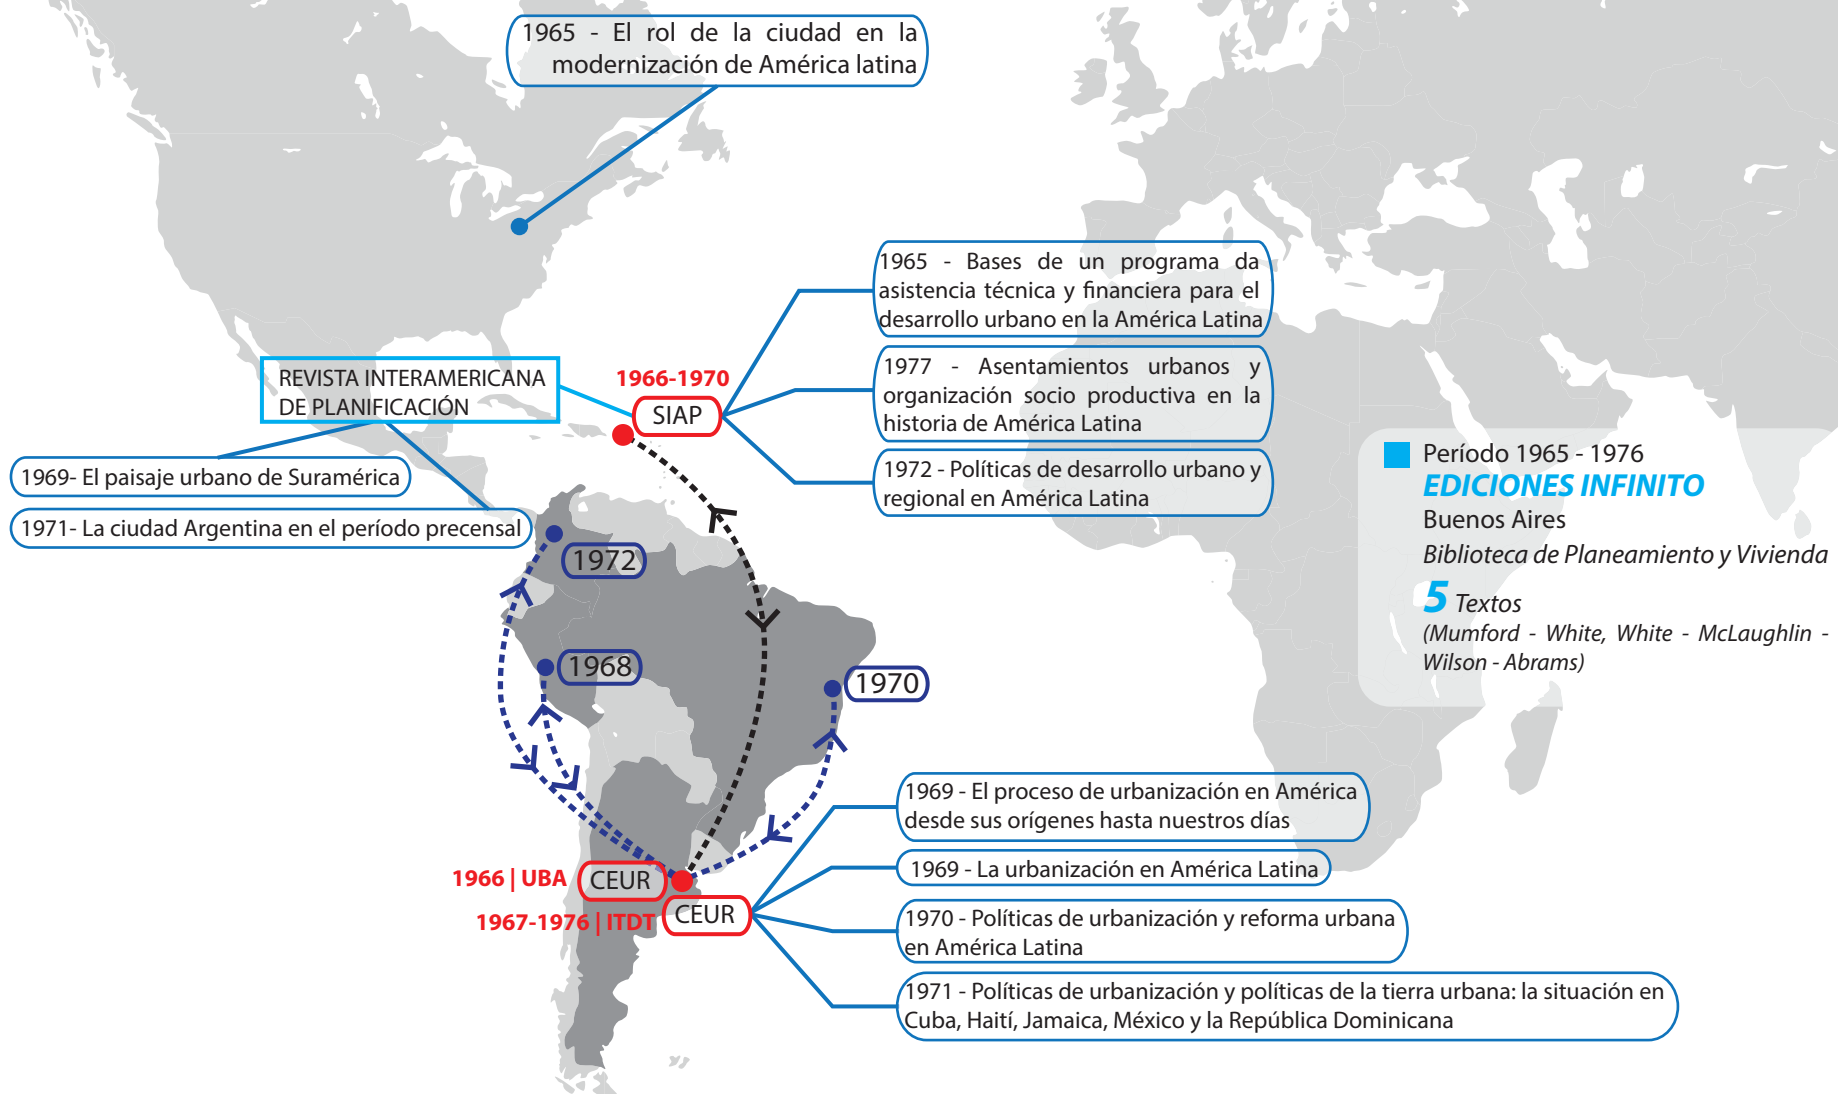 1965 - El rol de la ciudad en la
modernización de América latina
1965 - Bases de un programa da
asistencia técnica y financiera para el
desarrollo urbano en la América Latina
1977 - Asentamientos urbanos y
organización socio productiva en la
historia de América Latina
1972 - Políticas de desarrollo urbano y
regional en América Latina
REVISTA INTERAMERICANA
DE PLANIFICACIÓN
1966-1970
SIAP
1969- El paisaje urbano de Suramérica
1971- La ciudad Argentina en el período precensal
1972
1968
1970
Período 1965 - 1976
EDICIONES INFINITO
Buenos Aires
Biblioteca de Planeamiento y Vivienda
5 Textos
(Mumford - White, White - McLaughlin -
Wilson - Abrams)
1966 | UBA
CEUR
1967-1976 | ITDT
CEUR
1969 - El proceso de urbanización en América
desde sus orígenes hasta nuestros días
1969 - La urbanización en América Latina
1970 - Políticas de urbanización y reforma urbana
en América Latina
1971 - Políticas de urbanización y políticas de la tierra urbana: la situación en
Cuba, Haití, Jamaica, México y la República Dominicana